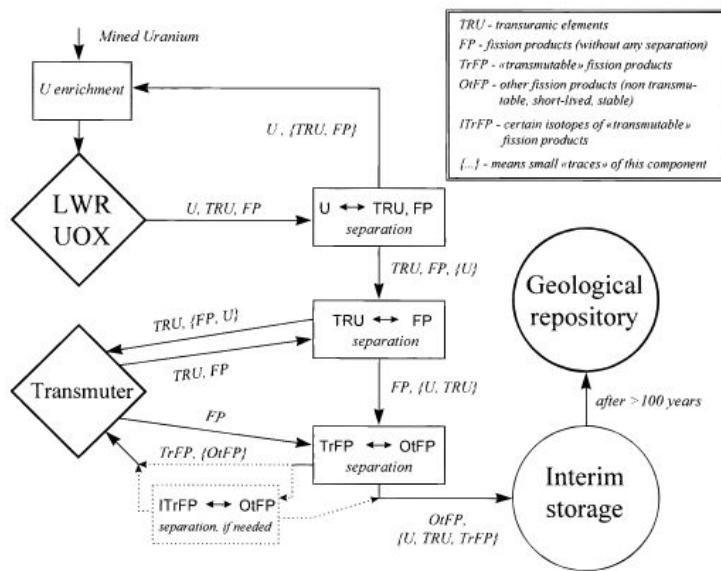 Mined Uranium
U enrichment
LWR
UOX
U , {TRU, FP}
U, TRU, FP
U ↔ TRU, FP
separation
TRU, FP, {U}
TRU ↔ FP
separation
TRU, {FP, U}
TRU, FP
Transmuter
FP
FP, {U, TRU}
TrFP ↔ OtFP
separation
TrFP, {OtFP}
ITrFP ↔ OtFP
separation, if needed
OtFP,
{U, TRU, TrFP}
Interim
storage
after >100 years
Geological
repository
TRU - transuranic elements
FP - fission products (without any separation)
TrFP - «transmutable» fission products
OtFP - other fission products (non transmu-
table, short-lived, stable)
ITrFP - certain isotopes of «transmutable»
fission products
{...} - means small «traces» of this component